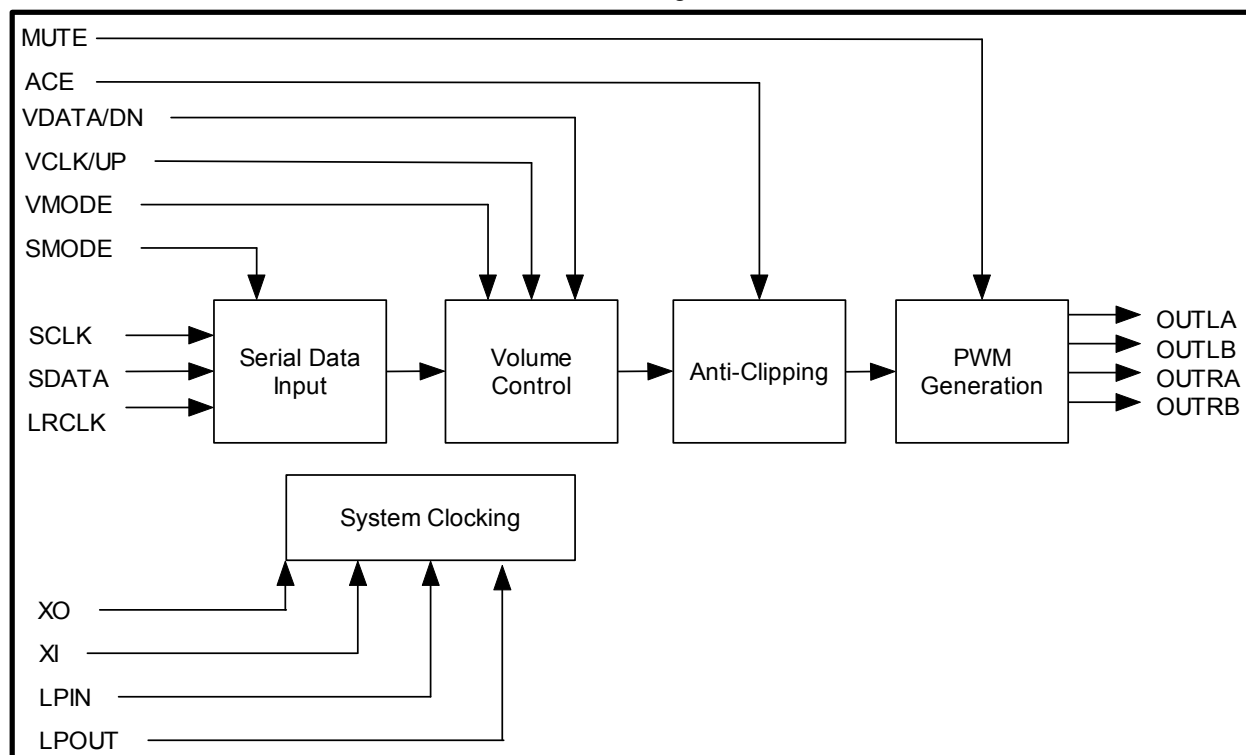 MUTE
ACE
VDATA/DN
VCLK/UP
VMODE
SMODE
SCLK
SDATA
LRCLK
Serial Data
Input
Volume
Control
Anti-Clipping
PWM
Generation
OUTLA
OUTLB
OUTRA
OUTRB
System Clocking
XO
XI
LPIN
LPOUT